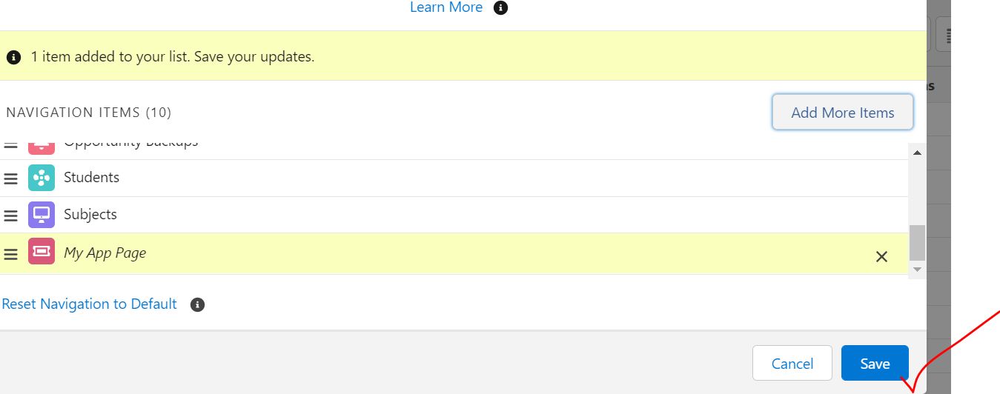 Learn More
1 item added to your list. Save your updates.
NAVIGATION ITEMS (10)
Add More Items
Opportunity Backups
Students
Subjects
My App Page
Reset Navigation to Default
Cancel
Save